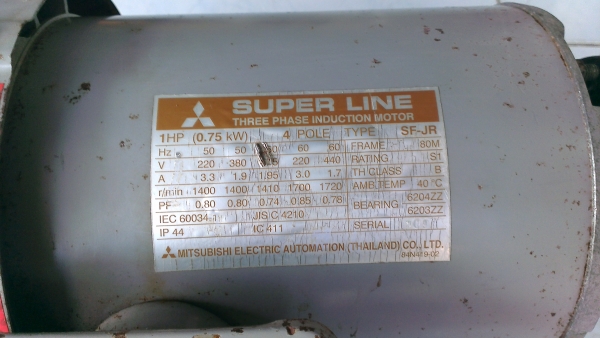 SUPER LINE
THREE PHASE INDUCTION MOTOR
1HP (0.75 kW) 4 POLE TYPE SF-JR
Hz 50 50 60 60 FRAME 80M
V 220 380 220 440 RATING S1
A 3.3 1.9 1.95 3.0 1.7 TH CLASS B
r/min 1400 1400 1410 1700 1720 AMB.TEMP 40 °C
PF 0.80 0.80 0.74 0.85 0.78 BEARING 6204ZZ
6203ZZ
IEC 60034-1 JIS C 4210
IP 44 IC 411 SERIAL
MITSUBISHI ELECTRIC AUTOMATION (THAILAND) CO., LTD.
84N419-02